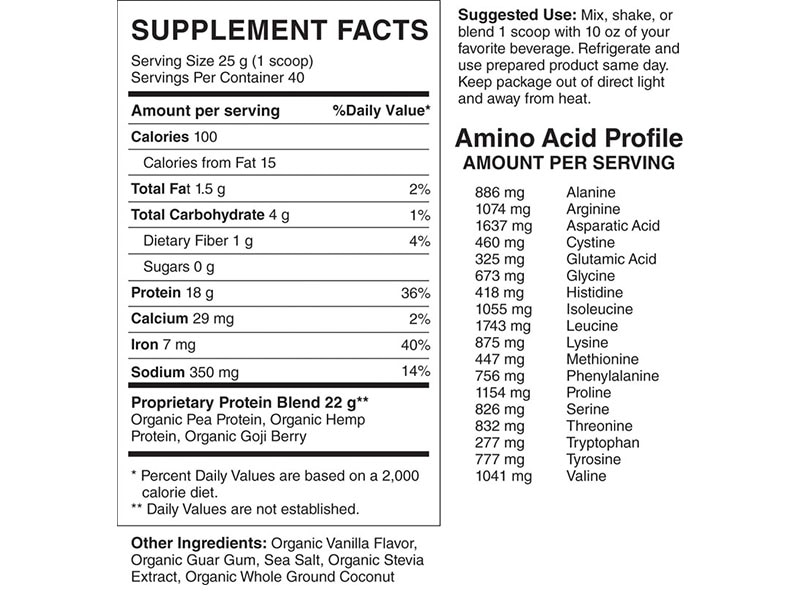 SUPPLEMENT FACTS
Serving Size 25 g (1 scoop)
Servings Per Container 40
Amount per serving %Daily Value*
Calories 100
Calories from Fat 15
Total Fat 1.5 g 2%
Total Carbohydrate 4 g 1%
Dietary Fiber 1 g 4%
Sugars 0 g
Protein 18 g 36%
Calcium 29 mg 2%
Iron 7 mg 40%
Sodium 350 mg 14%
Proprietary Protein Blend 22 g**
Organic Pea Protein, Organic Hemp
Protein, Organic Goji Berry
* Percent Daily Values are based on a 2,000
calorie diet.
** Daily Values are not established.
Other Ingredients: Organic Vanilla Flavor,
Organic Guar Gum, Sea Salt, Organic Stevia
Extract, Organic Whole Ground Coconut
Suggested Use: Mix, shake, or
blend 1 scoop with 10 oz of your
favorite beverage. Refrigerate and
use prepared product same day.
Keep package out of direct light
and away from heat.
Amino Acid Profile
AMOUNT PER SERVING
886 mg Alanine
1074 mg Arginine
1637 mg Asparatic Acid
460 mg Cystine
325 mg Glutamic Acid
673 mg Glycine
418 mg Histidine
1055 mg Isoleucine
1743 mg Leucine
875 mg Lysine
447 mg Methionine
756 mg Phenylalanine
1154 mg Proline
826 mg Serine
832 mg Threonine
277 mg Tryptophan
777 mg Tyrosine
1041 mg Valine